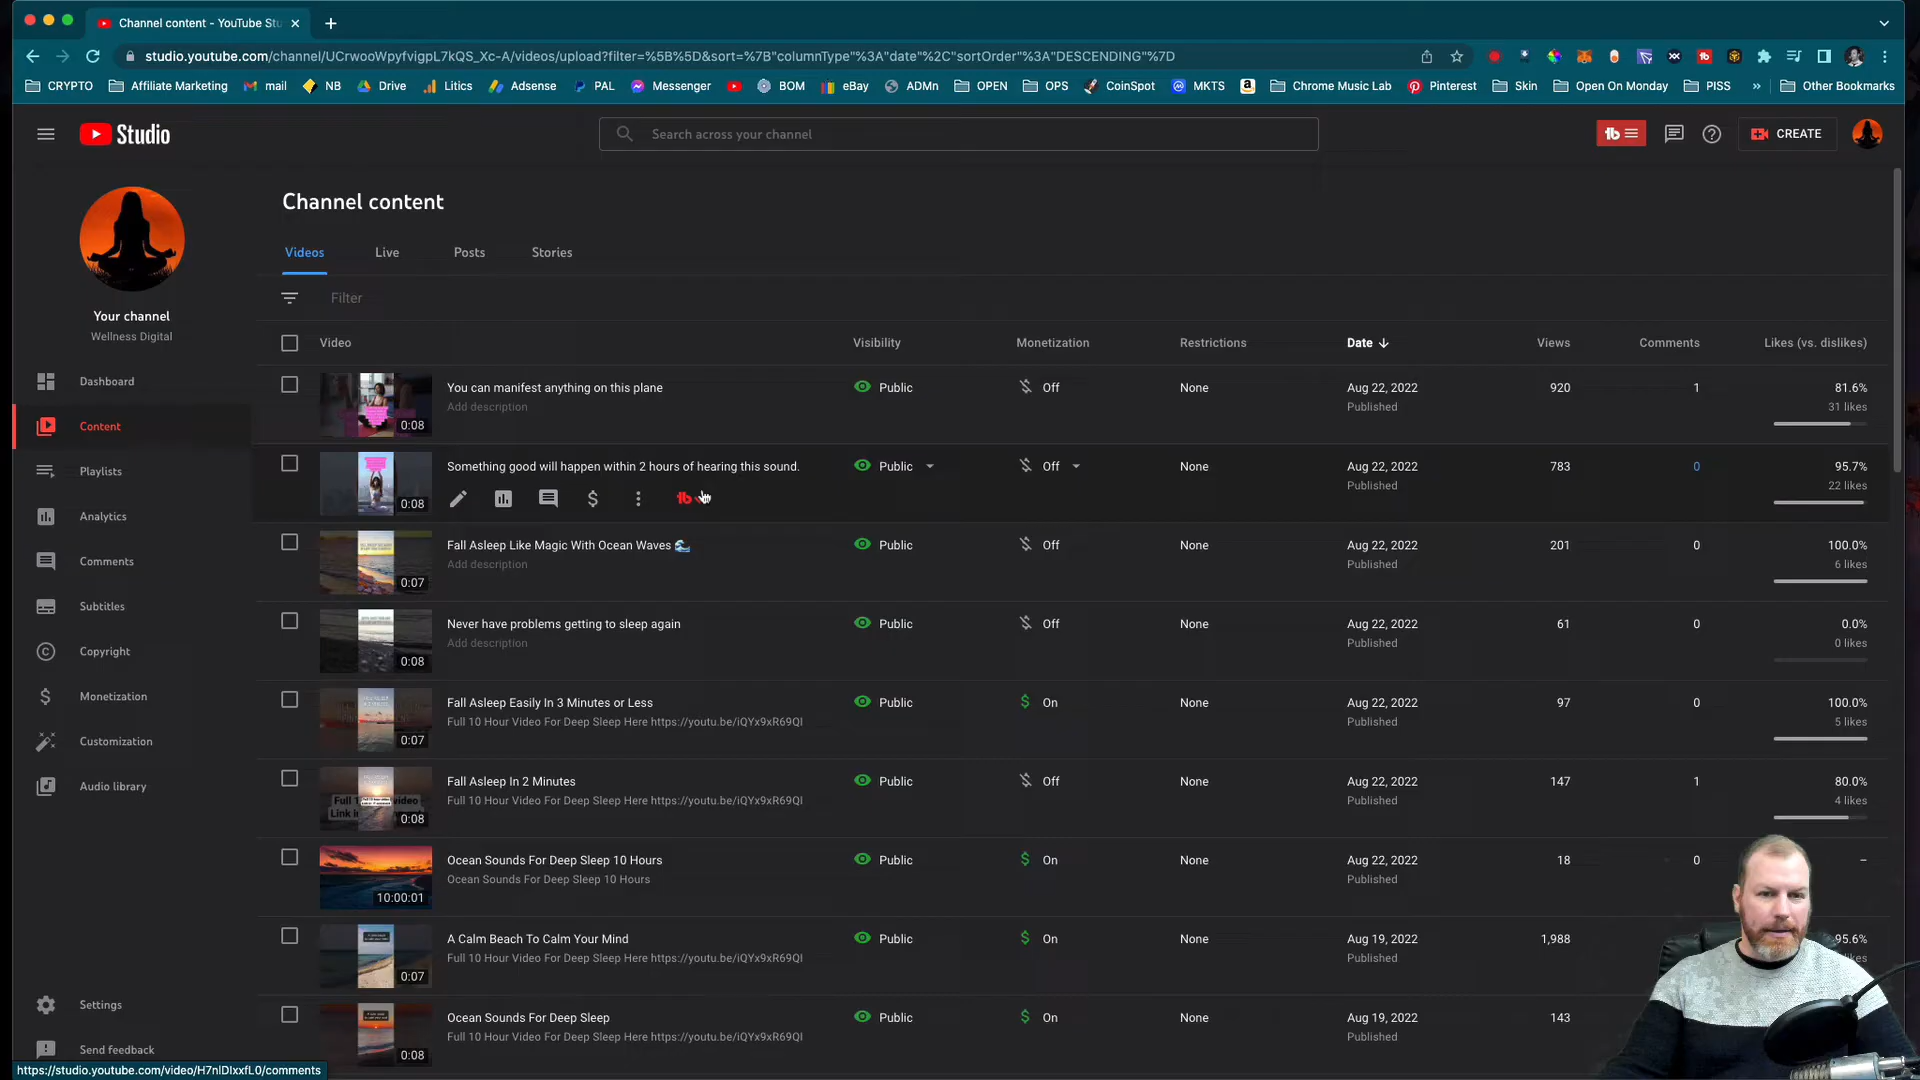 Channel content - YouTube Stu
studio.youtube.com/channel/UCrwooWpyfvigpL7kQS_Xc-A/videos/upload?filter=%5B%5D&sort=%7B"columnType"%3A"date"%2C"sortOrder"%3A"DESCENDING"%7D
CRYPTO Affiliate Marketing mail NB Drive Litics Adsense PAL Messenger BOM eBay ADMn OPEN OPS CoinSpot MKTS Chrome Music Lab Pinterest Skin Open On Monday PISS » Other Bookmarks
Studio Search across your channel CREATE
Channel content
Videos Live Posts Stories
Filter
Your channel
Wellness Digital
Dashboard
Content
Playlists
Analytics
Comments
Subtitles
Copyright
Monetization
Customization
Audio library
Settings
Send feedback
Video Visibility Monetization Restrictions Date Views Comments Likes (vs. dislikes)
You can manifest anything on this plane Public Off None Aug 22, 2022 920 1 81.6%
Add description Published 31 likes
0:08
Something good will happen within 2 hours of hearing this sound. Public Off None Aug 22, 2022 783 0 95.7%
Published 22 likes
0:08
Fall Asleep Like Magic With Ocean Waves 🌊 Public Off None Aug 22, 2022 201 0 100.0%
Add description Published 6 likes
0:07
Never have problems getting to sleep again Public Off None Aug 22, 2022 61 0 0.0%
Add description Published 0 likes
0:08
Fall Asleep Easily In 3 Minutes or Less Public On None Aug 22, 2022 97 0 100.0%
Full 10 Hour Video For Deep Sleep https://youtu.be/iQYx9xR69QI Published 5 likes
0:07
Fall Asleep In 2 Minutes Public Off None Aug 22, 2022 147 1 80.0%
Full 10 Hour Video For Deep Sleep Here https://youtu.be/iQYx9xR69QI Published 4 likes
0:08
Ocean Sounds For Deep Sleep 10 Hours Public On None Aug 22, 2022 18 0 –
Ocean Sounds For Deep Sleep 10 Hours Published
10:00:01
A Calm Beach To Calm Your Mind Public On None Aug 19, 2022 1,988 95.6%
Full 10 Hour Video For Deep Sleep Here https://youtu.be/iQYx9xR69QI Published
0:07
Ocean Sounds For Deep Sleep Public On None Aug 19, 2022 143
Full 10 Hour Video For Deep Sleep Here https://youtu.be/iQYx9xR69QI Published
0:08
https://studio.youtube.com/video/H7nlDIxxfL0/comments